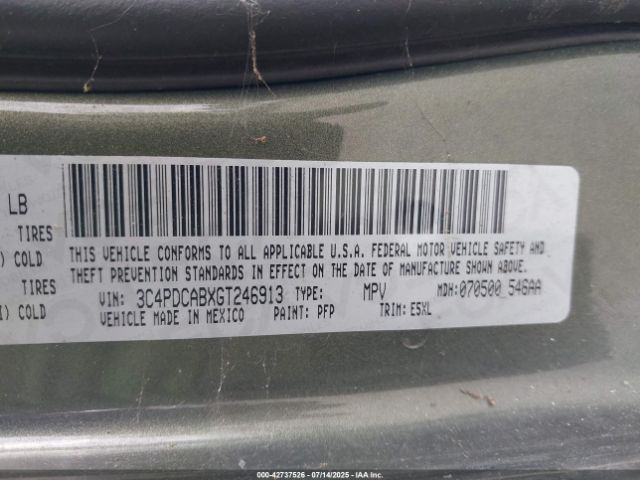 LB
TIRES
) COLD
TIRES
I) COLD
THIS VEHICLE CONFORMS TO ALL APPLICABLE U.S.A. FEDERAL MOTOR VEHICLE SAFETY AND
THEFT PREVENTION STANDARDS IN EFFECT ON THE DATE OF MANUFACTURE SHOWN ABOVE.
VIN: 3C4PDCABXGT246913 TYPE: MPV MDH: 070500 546AA
VEHICLE MADE IN MEXICO PAINT: PFP TRIM: E5XL
000-42737526 - 07/14/2025 - IAAI.COM